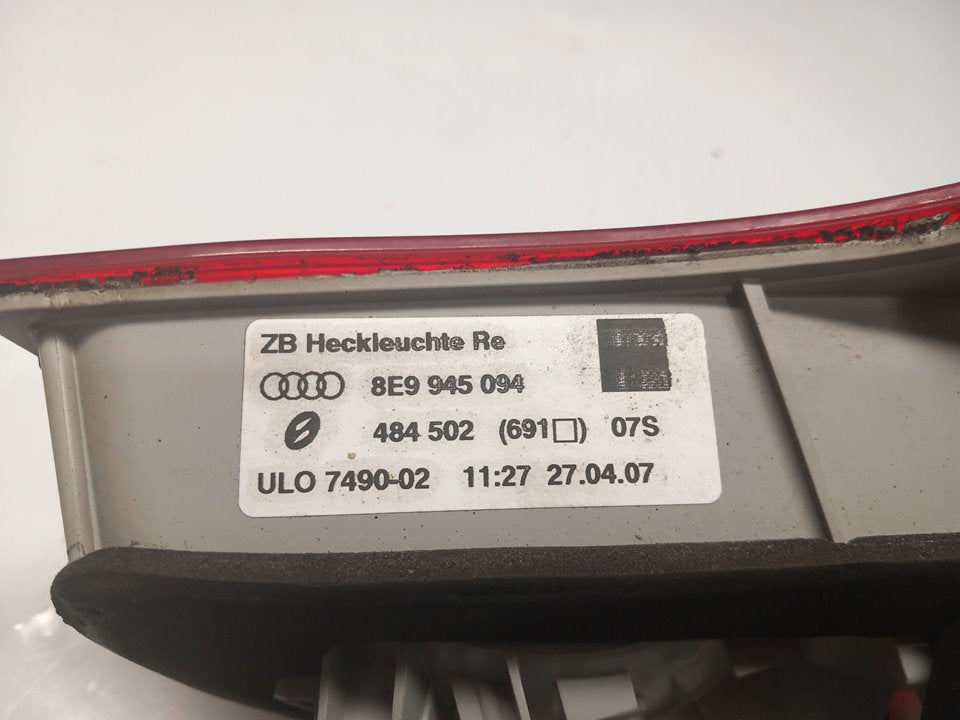 ZB Heckleuchte Re
8E9 945 094
484 502 (691□) 07S
ULO 7490-02 11:27 27.04.07